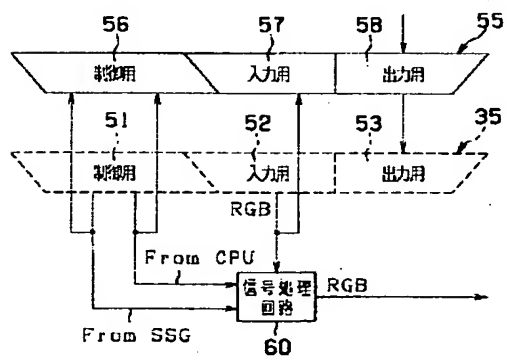 56 57 58 55
制御用 入力用 出力用
51 52 53 35
制御用 入力用 出力用
RGB
From CPU
信号処理
回路
RGB
From SSG
60